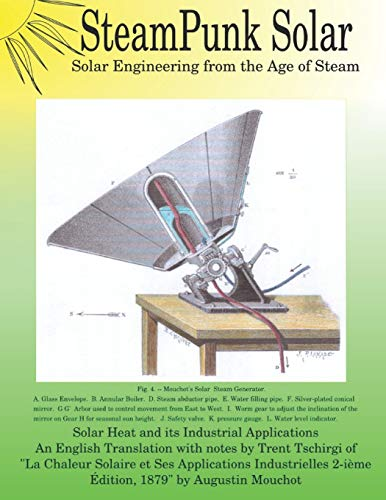 SteamPunk Solar
Solar Engineering from the Age of Steam
S
N
Fig. 4. -- Mouchot's Solar Steam Generator.
A. Glass Envelope. B. Annular Boiler. D. Steam abductor pipe. E. Water filling pipe. F. Silver-plated conical
mirror. G G' Arbor used to control movement from East to West. I. Worm gear to adjust the inclination of the
mirror on Gear H for seasonal sun height. J. Safety valve. K. pressure gauge. L. Water level indicator.
Solar Heat and its Industrial Applications
An English Translation with notes by Trent Tschirgi of
"La Chaleur Solaire et Ses Applications Industrielles 2-ième
Édition, 1879" by Augustin Mouchot